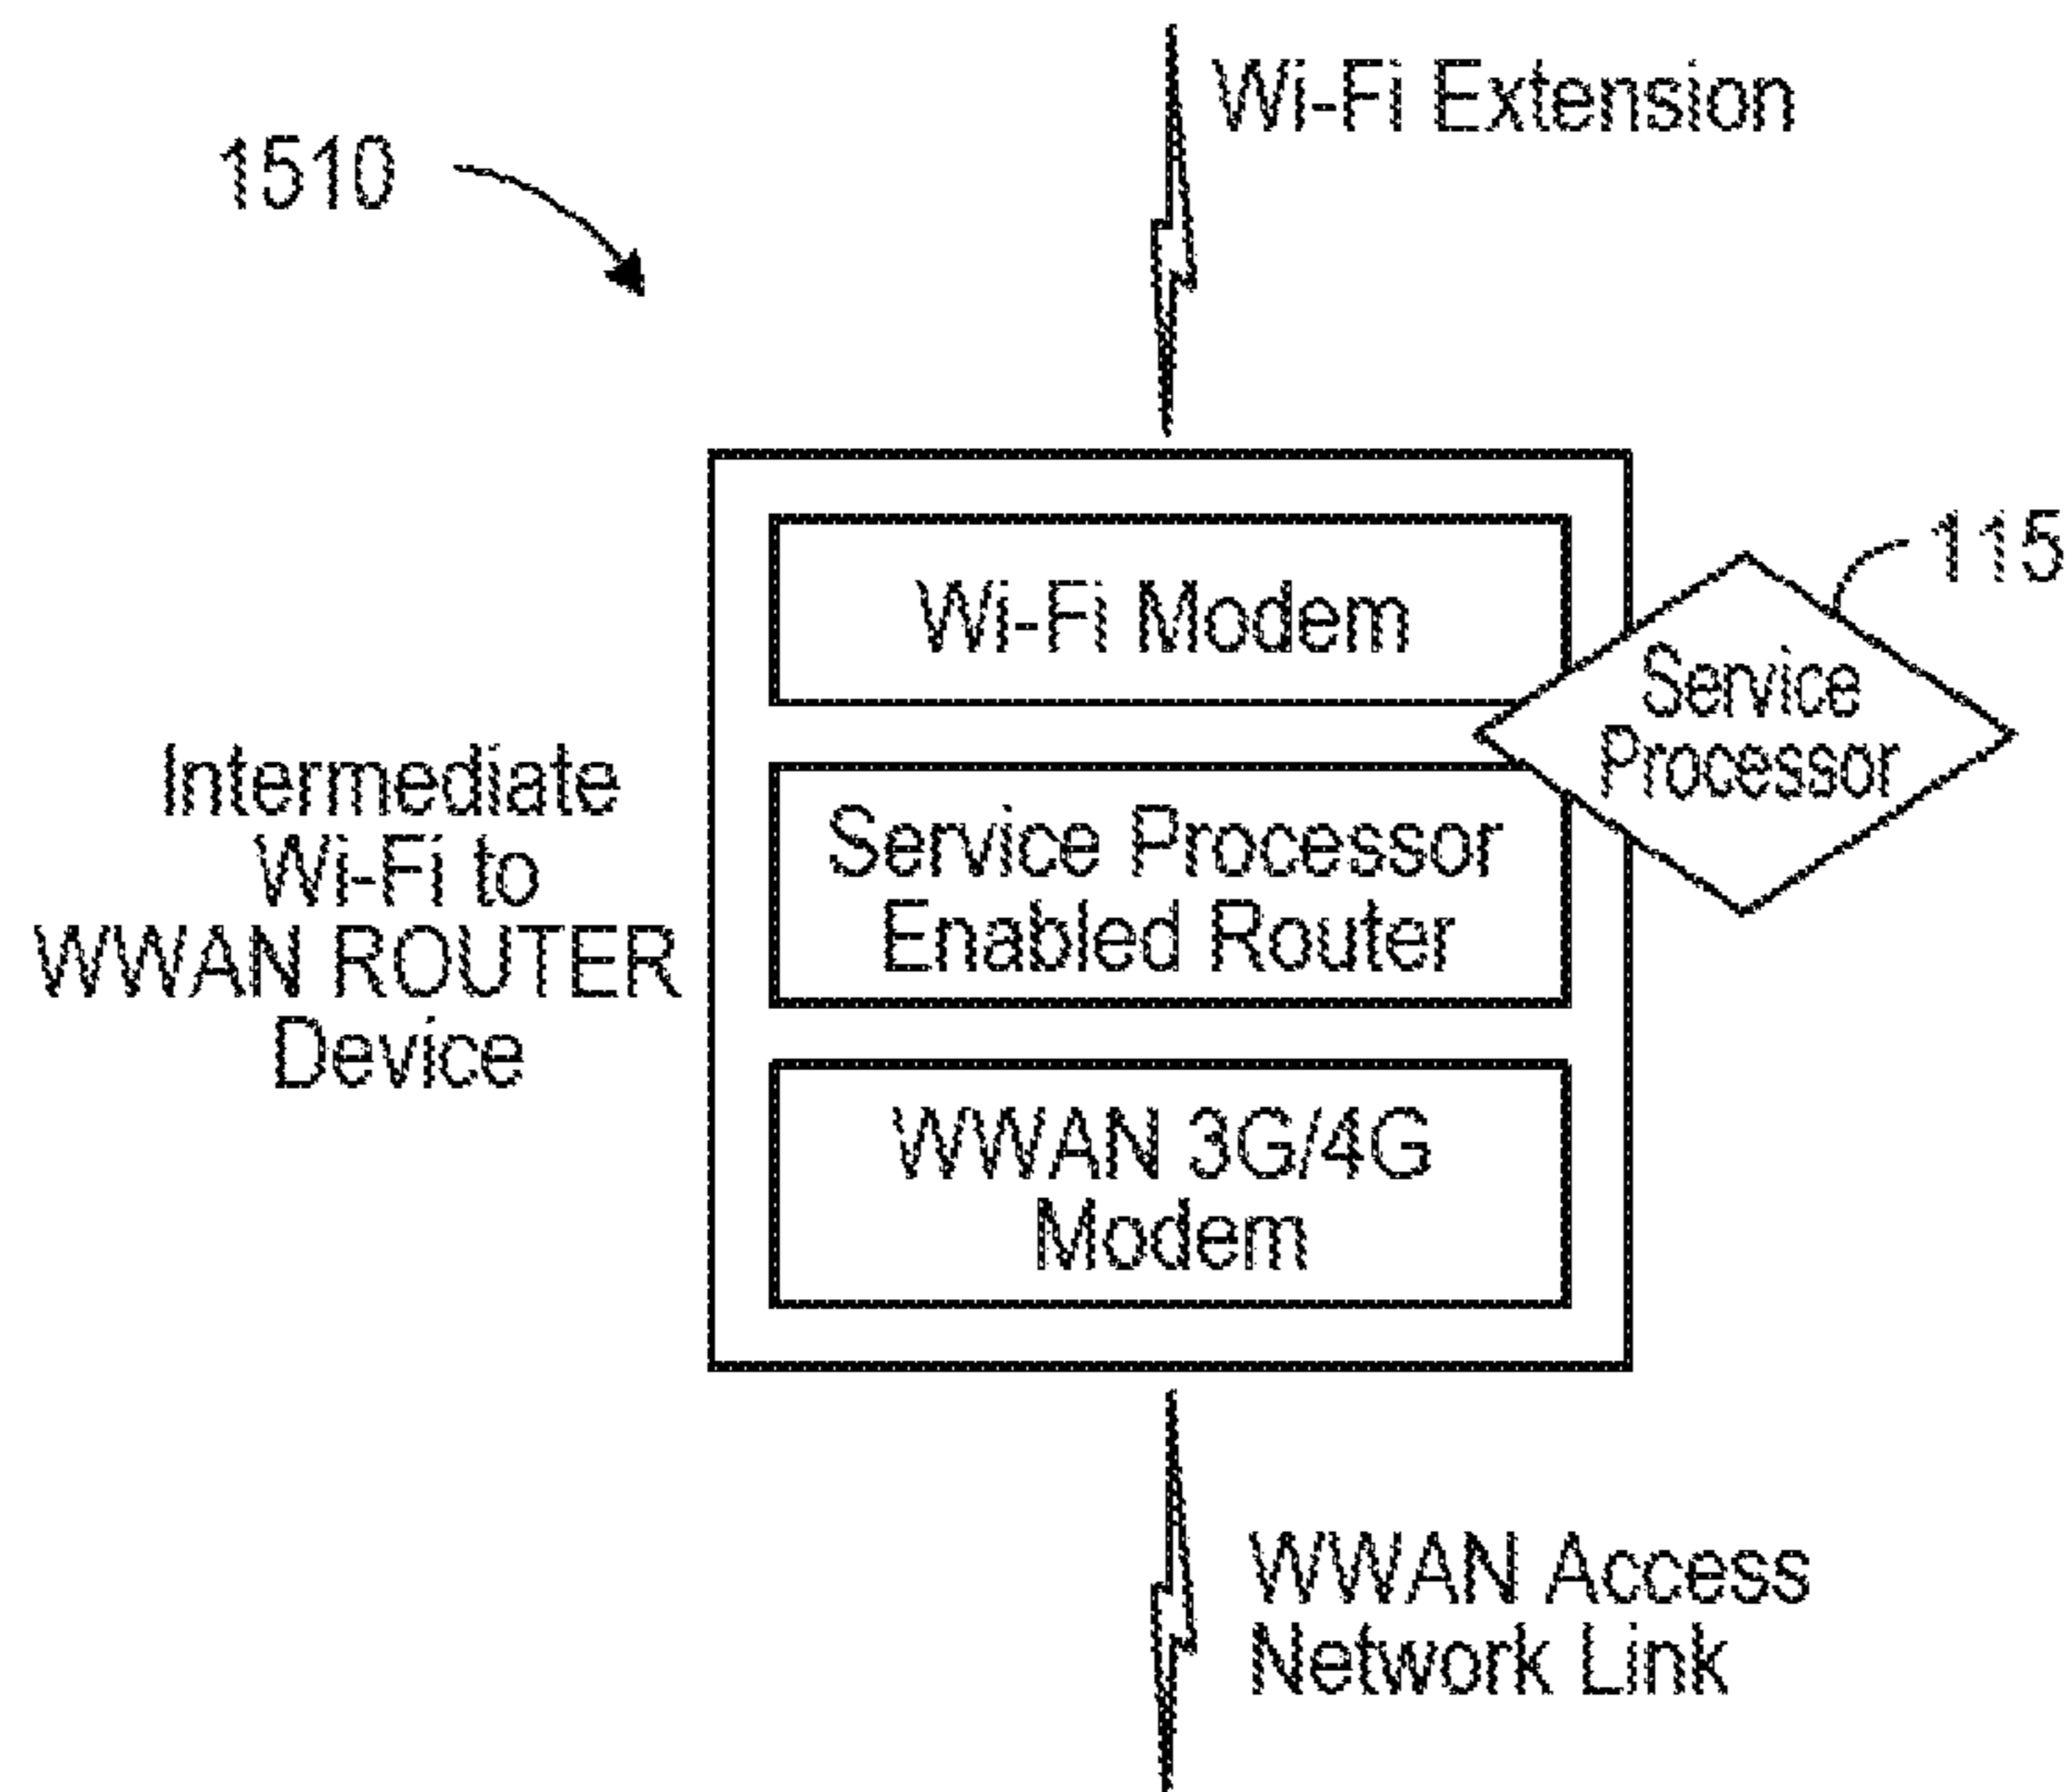 Wi-Fi Extension
1510
115
Wi-Fi Modem
Service
Processor
Intermediate
Wi-Fi to
WWAN ROUTER
Device
Service Processor
Enabled Router
WWAN 3G/4G
Modem
WWAN Access
Network Link